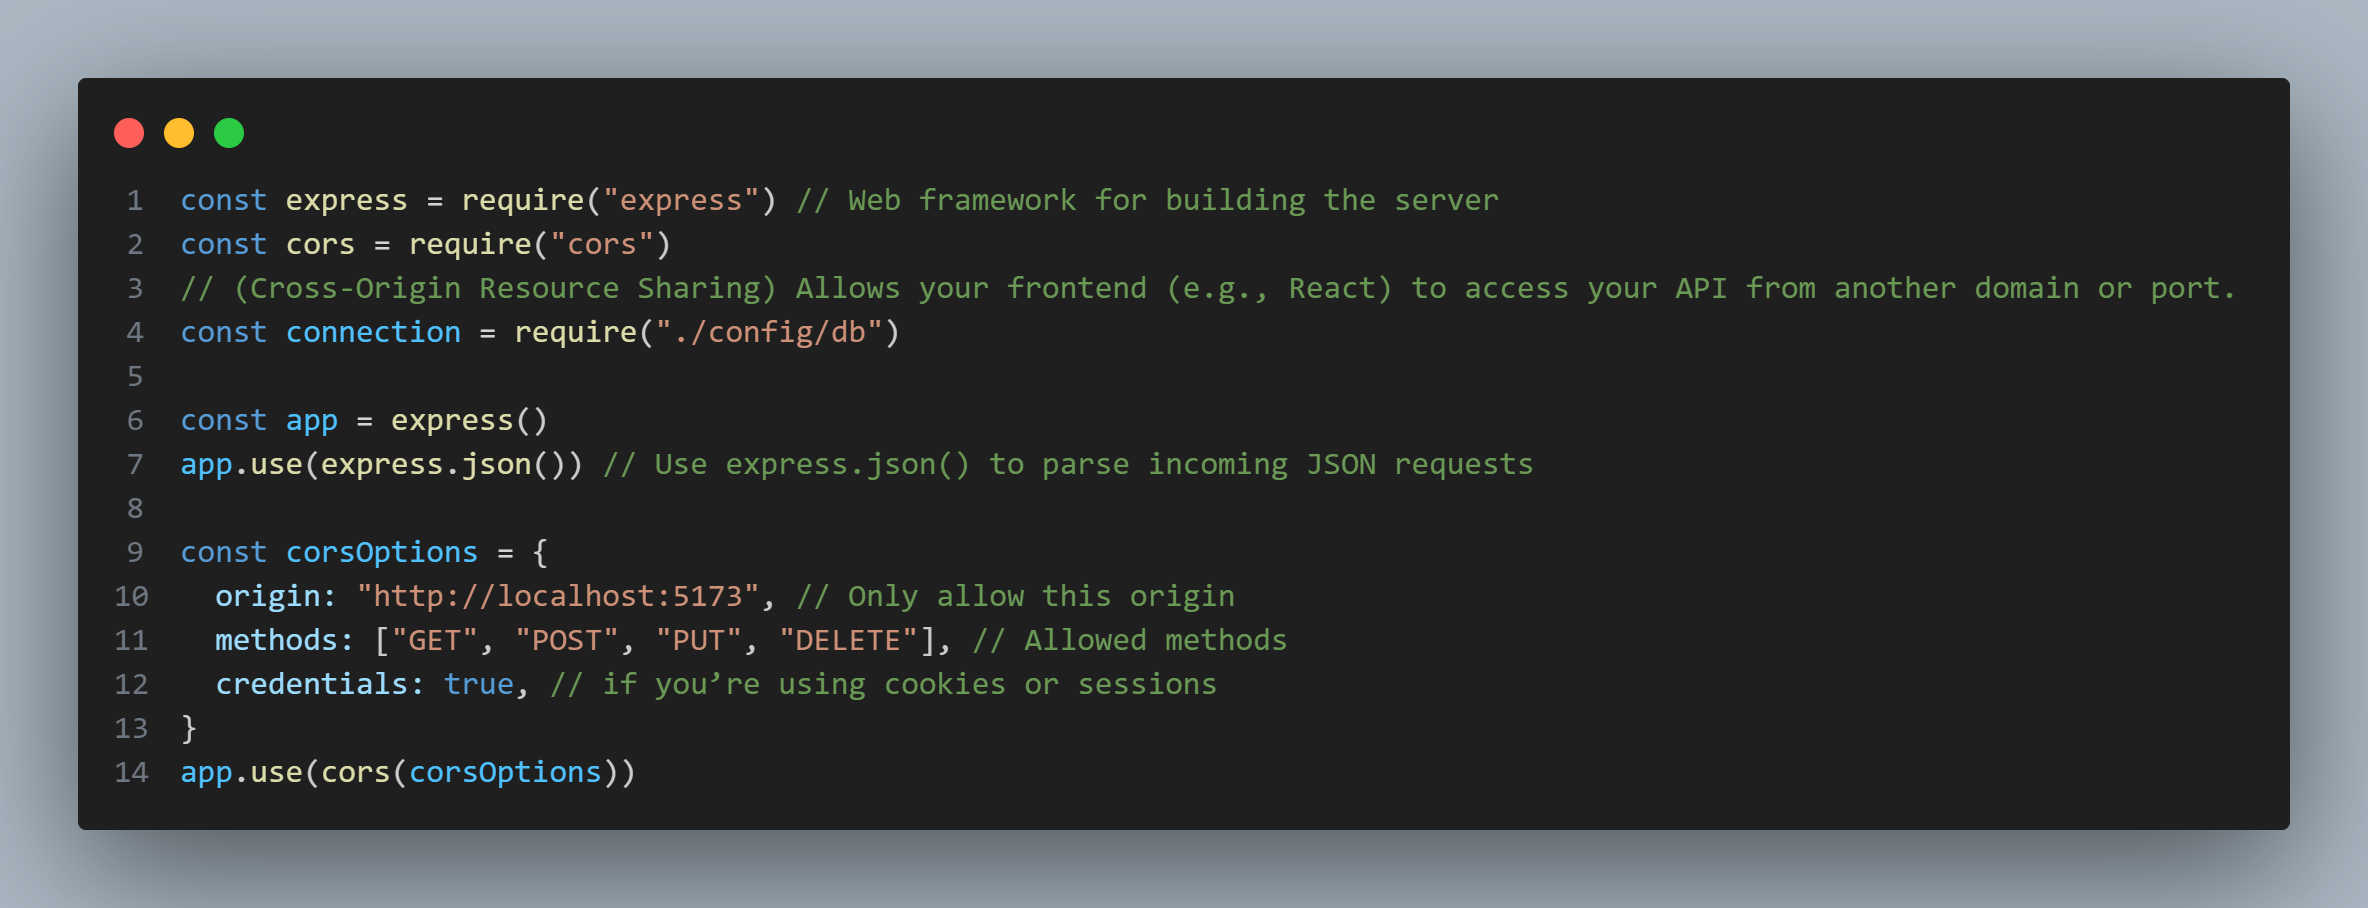 1 const express = require("express") // Web framework for building the server
2 const cors = require("cors")
3 // (Cross-Origin Resource Sharing) Allows your frontend (e.g., React) to access your API from another domain or port.
4 const connection = require("./config/db")
5
6 const app = express()
7 app.use(express.json()) // Use express.json() to parse incoming JSON requests
8
9 const corsOptions = {
10   origin: "http://localhost:5173", // Only allow this origin
11   methods: ["GET", "POST", "PUT", "DELETE"], // Allowed methods
12   credentials: true, // if you’re using cookies or sessions
13 }
14 app.use(cors(corsOptions))